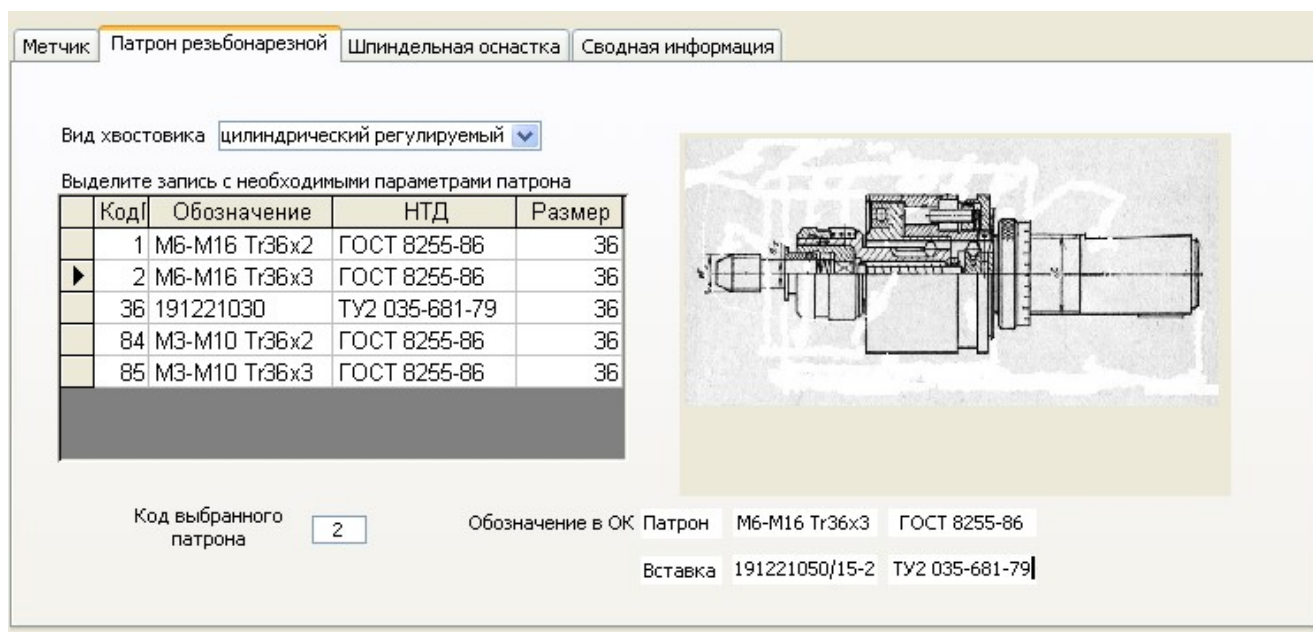 Метчик Патрон резьбонарезной Шпиндельная оснастка Сводная информация
Вид хвостовика цилиндрический регулируемый
Выделите запись с необходимыми параметрами патрона
КодП Обозначение НТД Размер
1 М6-М16 Tr36x2 ГОСТ 8255-86 36
2 М6-М16 Tr36x3 ГОСТ 8255-86 36
36 191221030 ТУ2 035-681-79 36
84 М3-М10 Tr36x2 ГОСТ 8255-86 36
85 М3-М10 Tr36x3 ГОСТ 8255-86 36
Код выбранного
патрона 2
Обозначение в ОК Патрон М6-М16 Tr36x3 ГОСТ 8255-86
Вставка 191221050/15-2 ТУ2 035-681-79